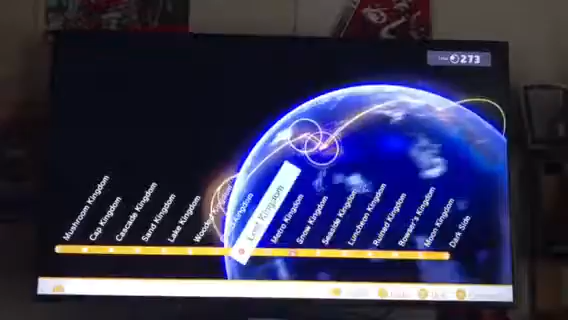 273
Mushroom Kingdom
Cap Kingdom
Cascade Kingdom
Sand Kingdom
Lake Kingdom
Kingdom
Lost Kingdom
Metro Kingdom
Snow Kingdom
Seaside Kingdom
Luncheon Kingdom
Ruined Kingdom
Bowser's Kingdom
Moon Kingdom
Dark Side